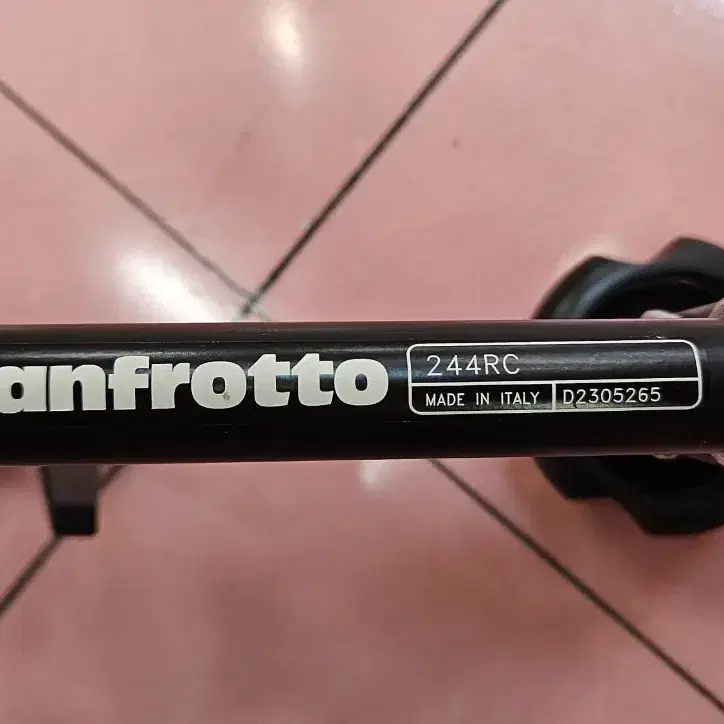 anfrotto
244RC
MADE IN ITALY D2305265